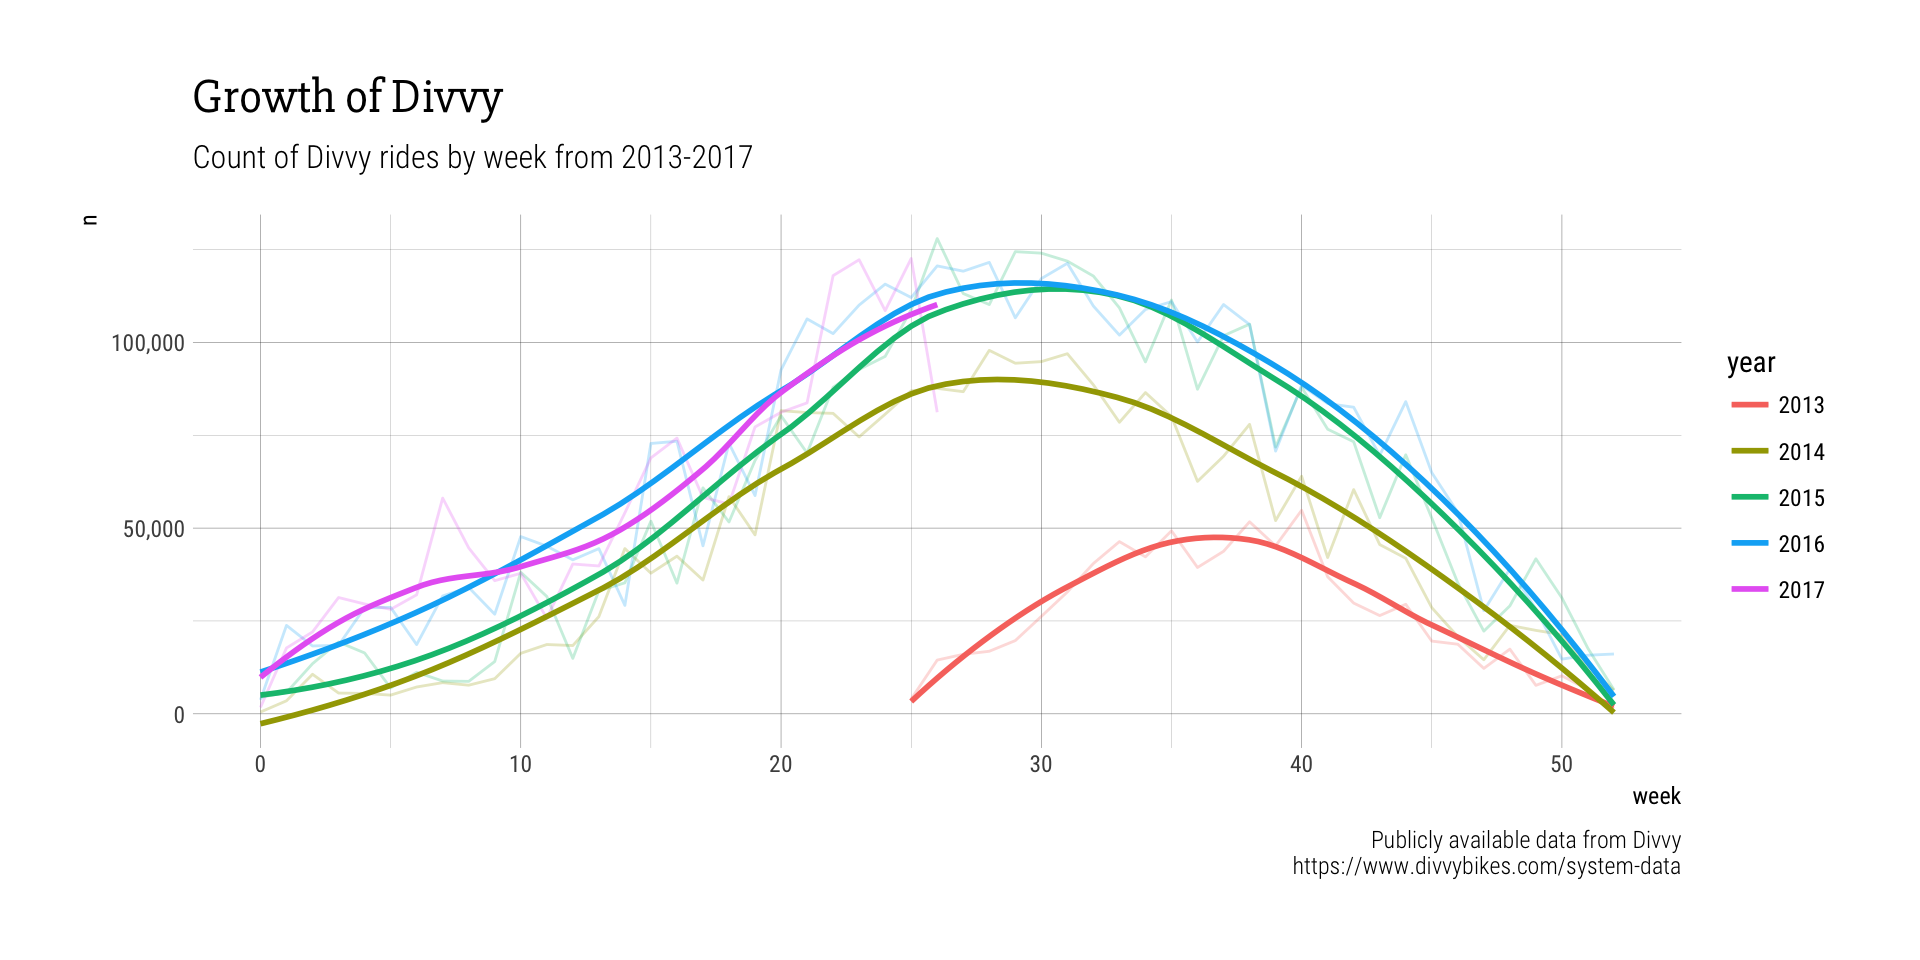 Growth of Divvy
Count of Divvy rides by week from 2013-2017
n
100,000
50,000
0
0 10 20 30 40 50
week
year
2013
2014
2015
2016
2017
Publicly available data from Divvy
https://www.divvybikes.com/system-data